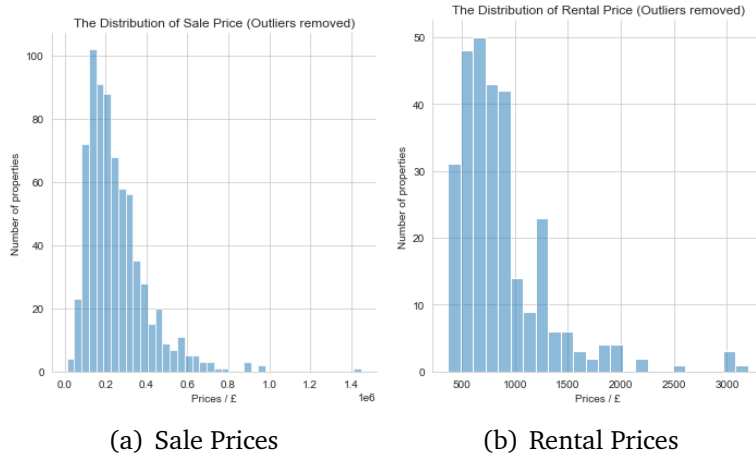 The Distribution of Sale Price (Outliers removed)
100
80
60
40
20
0
Number of properties
0.0 0.2 0.4 0.6 0.8 1.0 1.2 1.4
1e6
Prices / £
(a) Sale Prices
The Distribution of Rental Price (Outliers removed)
50
40
30
20
10
0
Number of properties
500 1000 1500 2000 2500 3000
Prices / £
(b) Rental Prices